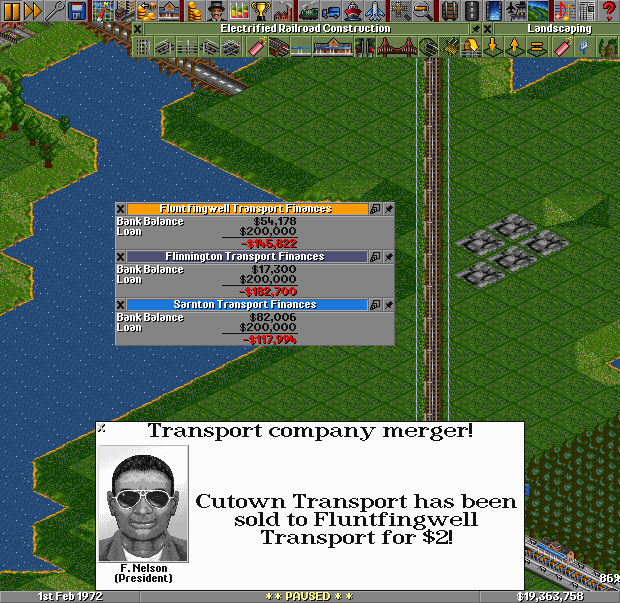 Electrified Railroad Construction
Landscaping
Fluntfingwell Transport Finances
Bank Balance $54,178
Loan $200,000
-$145,822
Flinnington Transport Finances
Bank Balance $17,300
Loan $200,000
-$182,700
Sarnton Transport Finances
Bank Balance $82,006
Loan $200,000
-$117,994
Transport company merger!
Cutown Transport has been
sold to Fluntfingwell
Transport for $2!
F. Nelson
(President)
86%
1st Feb 1972
* * PAUSED * *
$19,363,758